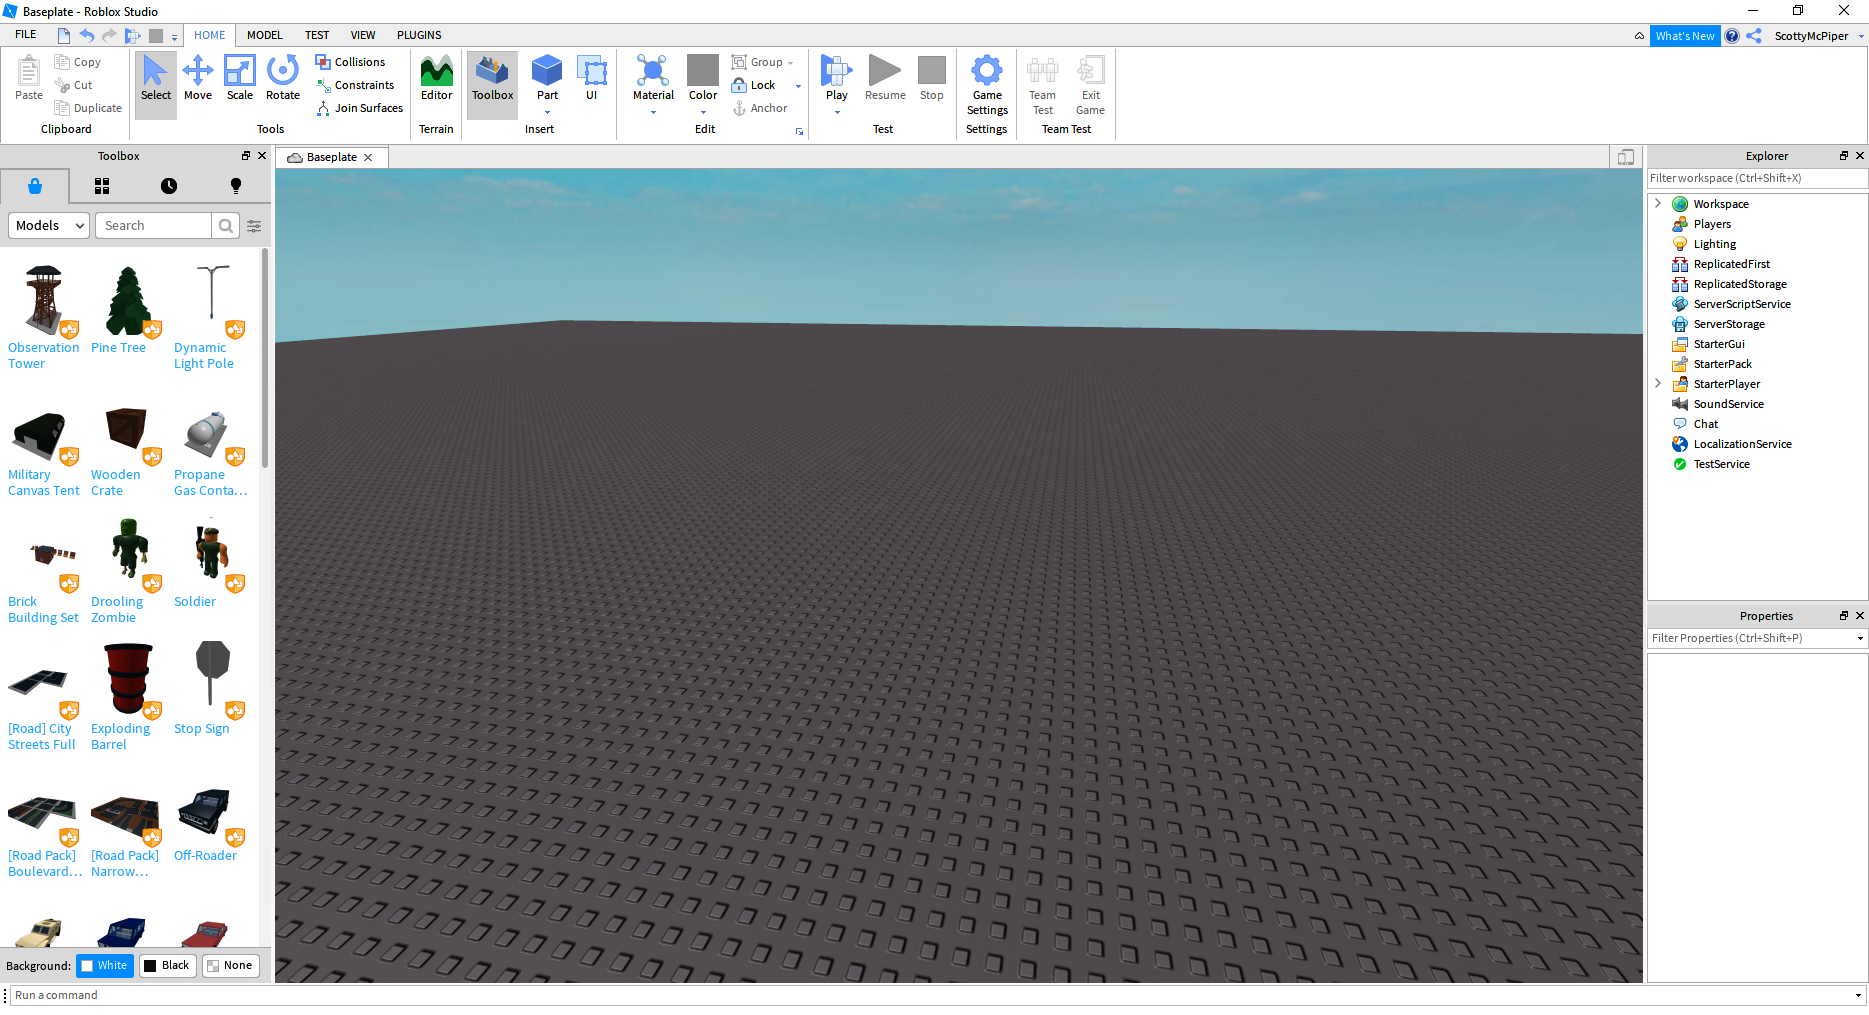 Baseplate - Roblox Studio
FILE
HOME
MODEL
TEST
VIEW
PLUGINS
What's New
ScottyMcPiper
Paste
Copy
Cut
Duplicate
Clipboard
Select
Move
Scale
Rotate
Collisions
Constraints
Join Surfaces
Tools
Editor
Terrain
Toolbox
Part
UI
Insert
Material
Color
Group
Lock
Anchor
Edit
Play
Resume
Stop
Test
Game
Settings
Settings
Team
Test
Exit
Game
Team Test
Toolbox
Models
Search
Observation
Tower
Pine Tree
Dynamic
Light Pole
Military
Canvas Tent
Wooden
Crate
Propane
Gas Conta...
Brick
Building Set
Drooling
Zombie
Soldier
[Road] City
Streets Full
Exploding
Barrel
Stop Sign
[Road Pack]
Boulevard...
[Road Pack]
Narrow...
Off-Roader
Background:
White
Black
None
Baseplate
Explorer
Filter workspace (Ctrl+Shift+X)
Workspace
Players
Lighting
ReplicatedFirst
ReplicatedStorage
ServerScriptService
ServerStorage
StarterGui
StarterPack
StarterPlayer
SoundService
Chat
LocalizationService
TestService
Properties
Filter Properties (Ctrl+Shift+P)
Run a command